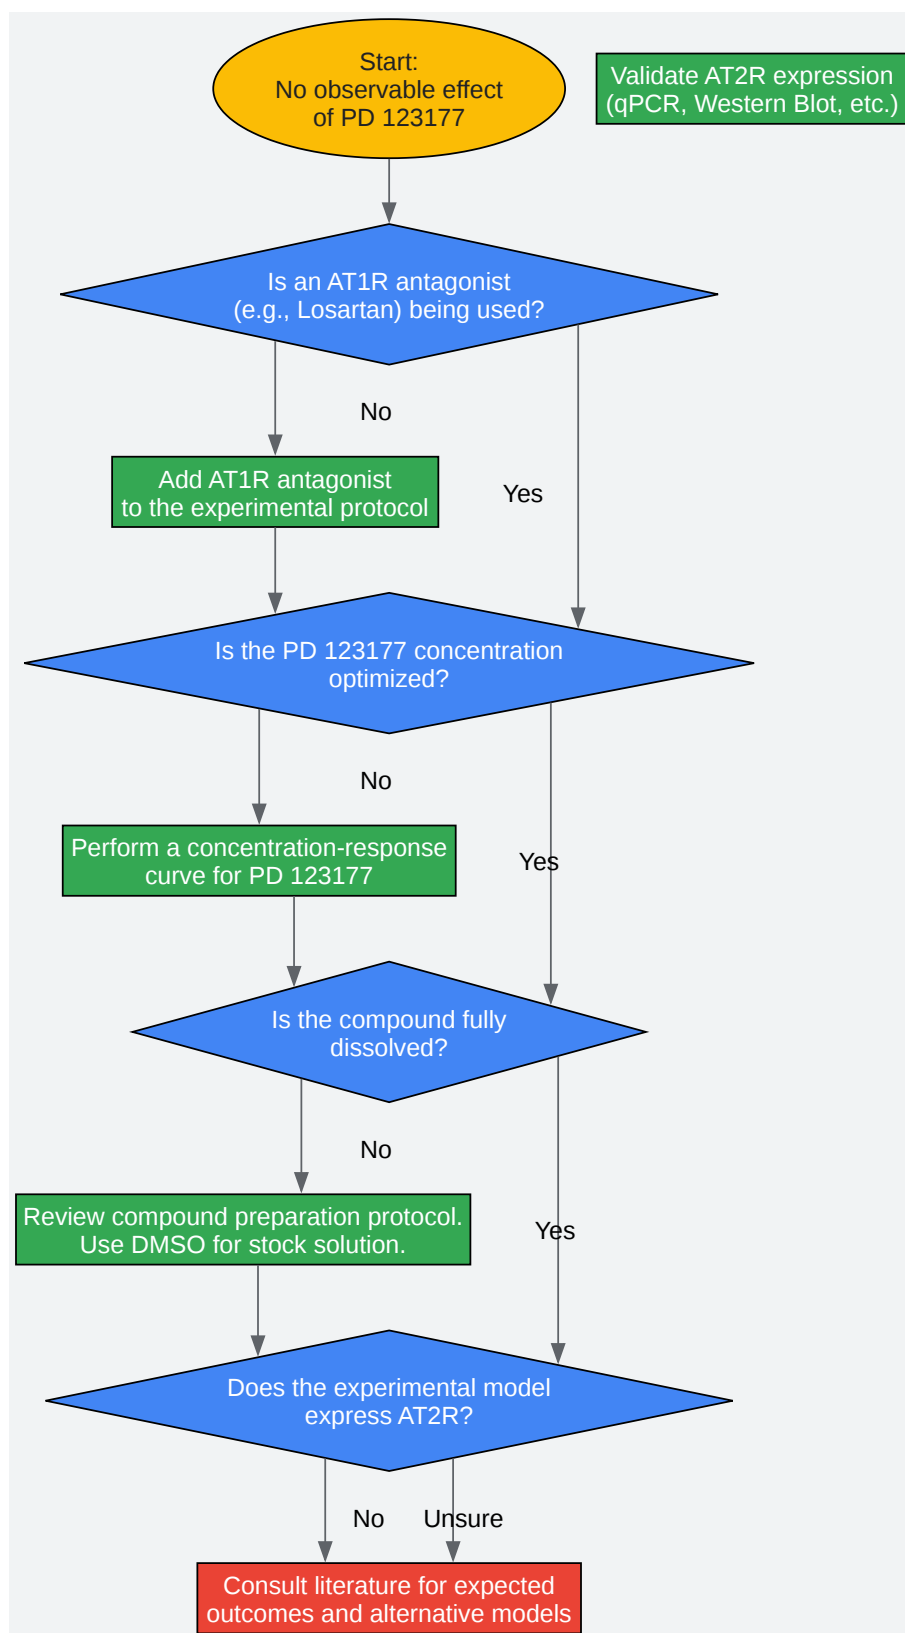 Start:
No observable effect
of PD 123177
Validate AT2R expression
(qPCR, Western Blot, etc.)
Is an AT1R antagonist
(e.g., Losartan) being used?
No
Add AT1R antagonist
to the experimental protocol
Yes
Is the PD 123177 concentration
optimized?
No
Perform a concentration-response
curve for PD 123177
Yes
Is the compound fully
dissolved?
No
Review compound preparation protocol.
Use DMSO for stock solution.
Yes
Does the experimental model
express AT2R?
No
Unsure
Consult literature for expected
outcomes and alternative models